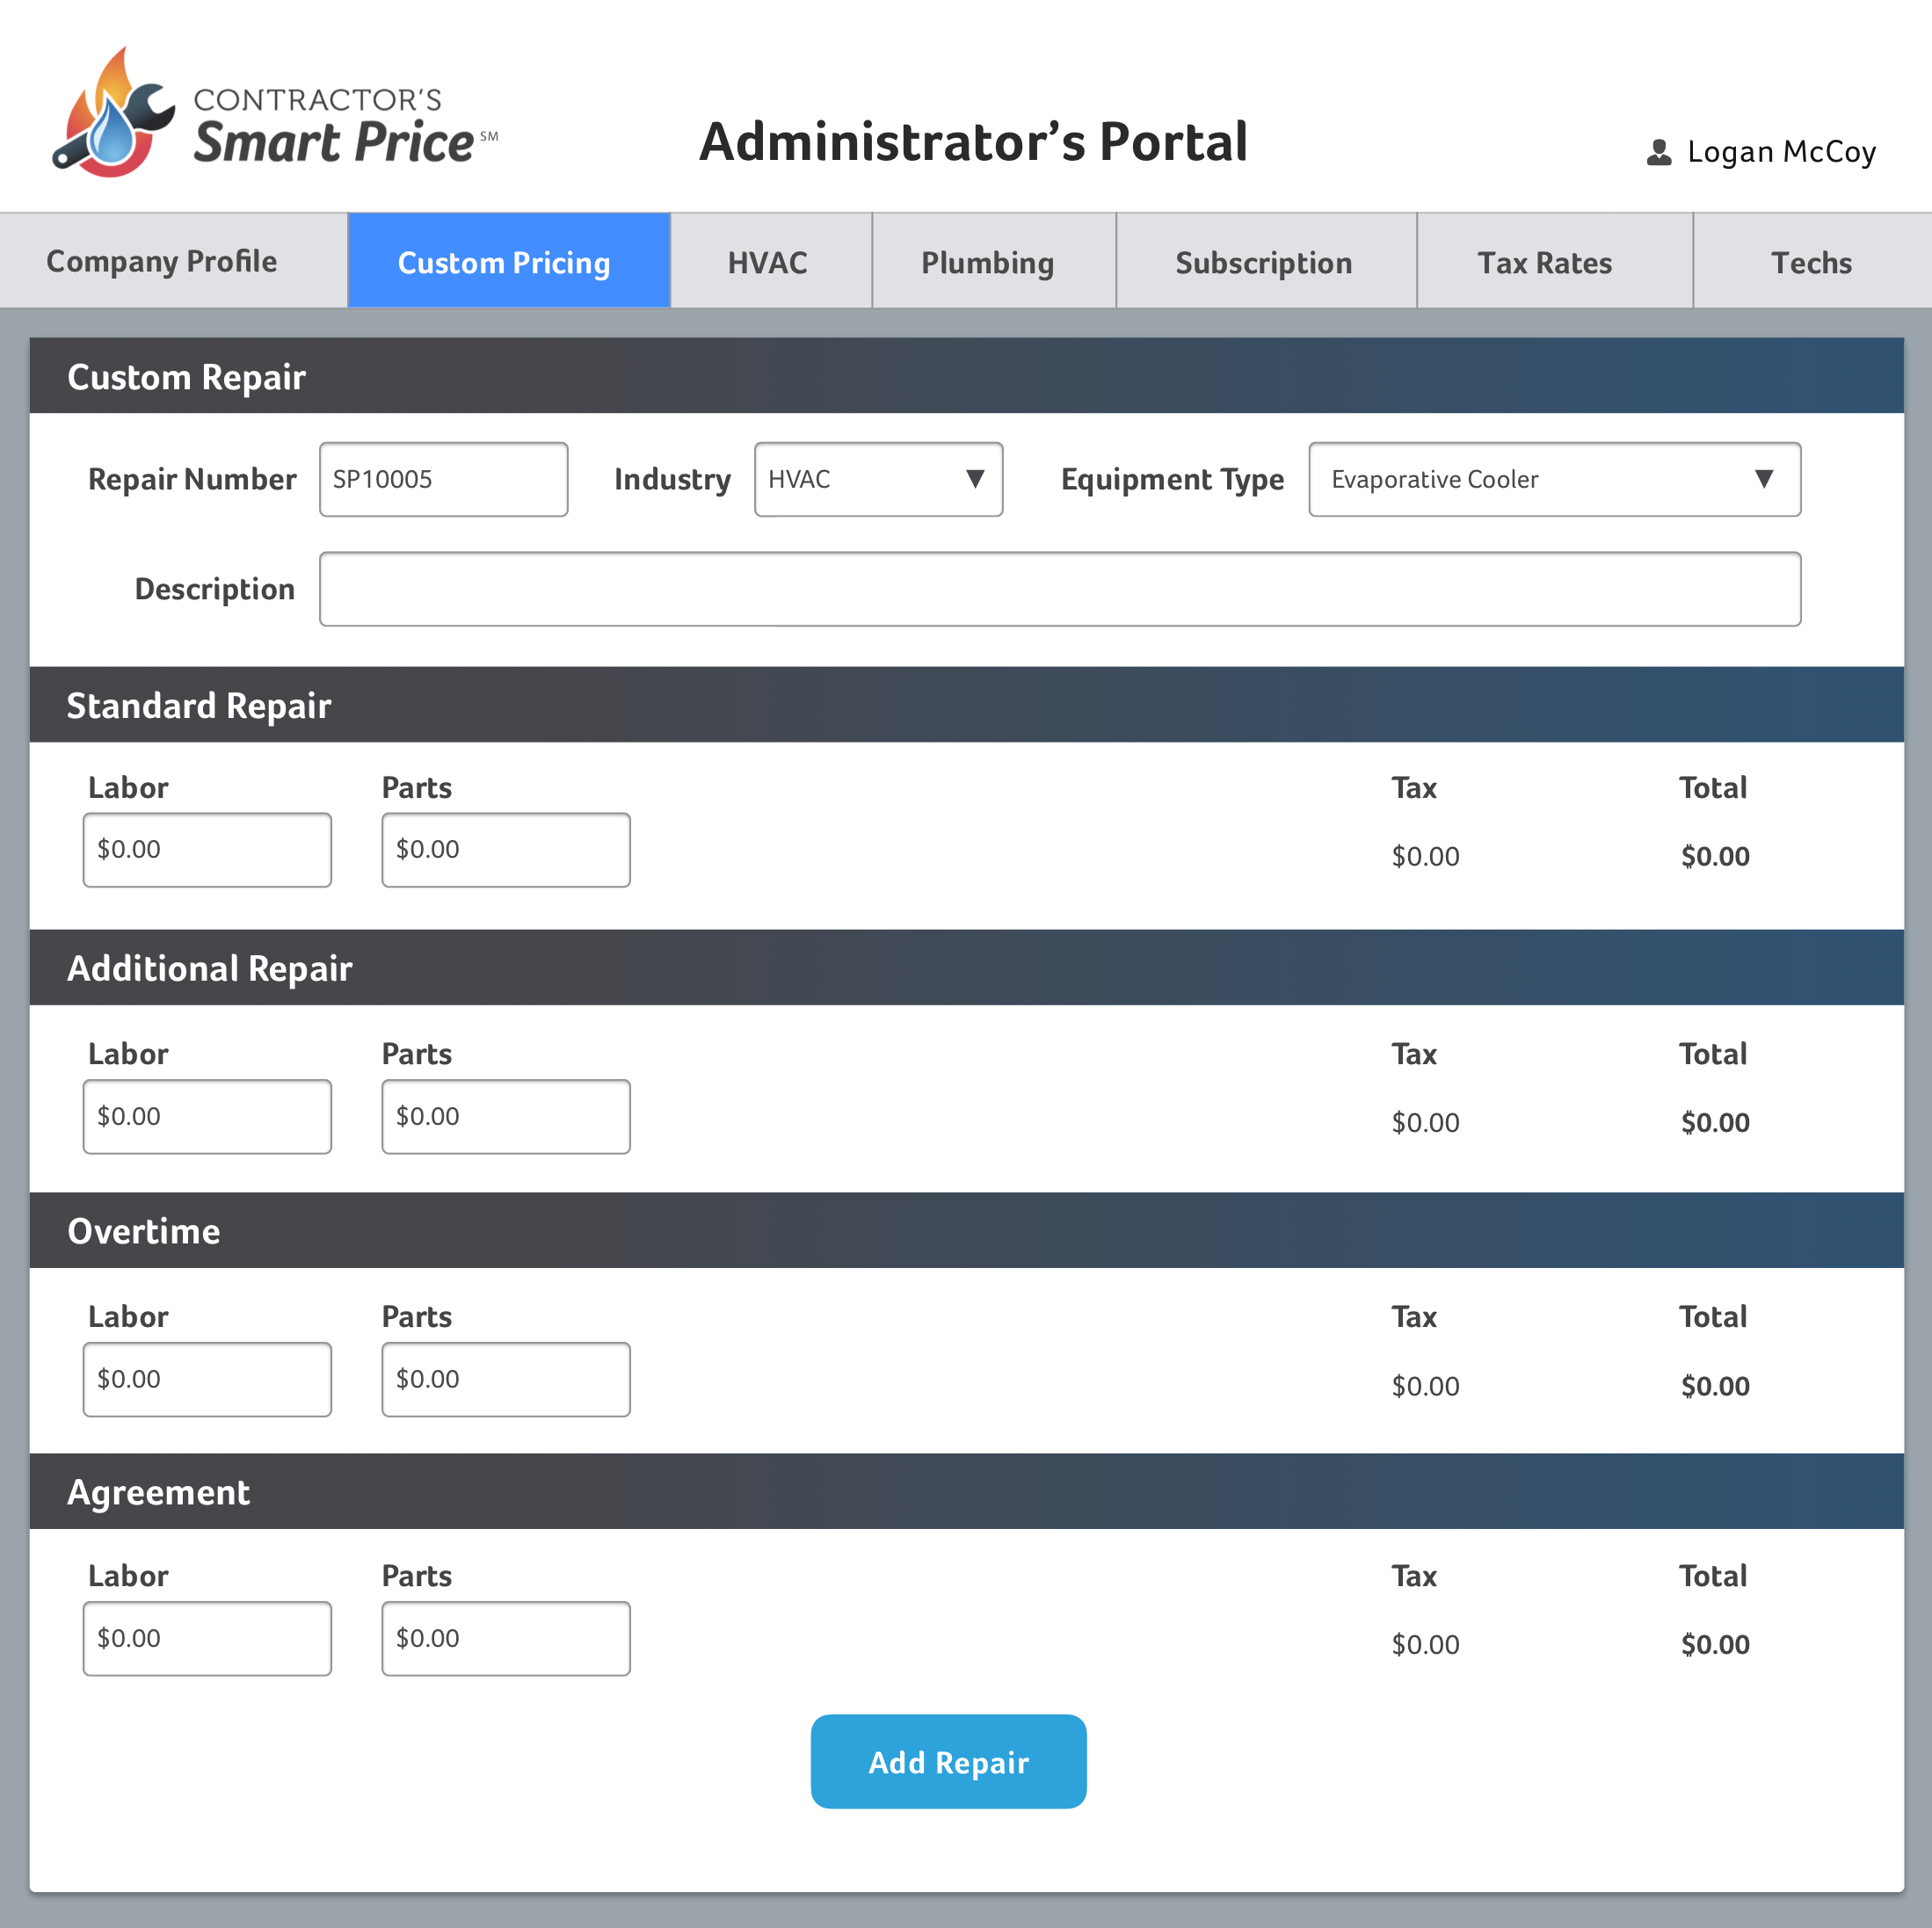 CONTRACTOR'S
Smart Price SM
Administrator’s Portal
Logan McCoy
Company Profile Custom Pricing HVAC Plumbing Subscription Tax Rates Techs
Custom Repair
Repair Number SP10005 Industry HVAC ▼ Equipment Type Evaporative Cooler ▼
Description
Standard Repair
Labor Parts Tax Total
$0.00 $0.00 $0.00 $0.00
Additional Repair
Labor Parts Tax Total
$0.00 $0.00 $0.00 $0.00
Overtime
Labor Parts Tax Total
$0.00 $0.00 $0.00 $0.00
Agreement
Labor Parts Tax Total
$0.00 $0.00 $0.00 $0.00
Add Repair